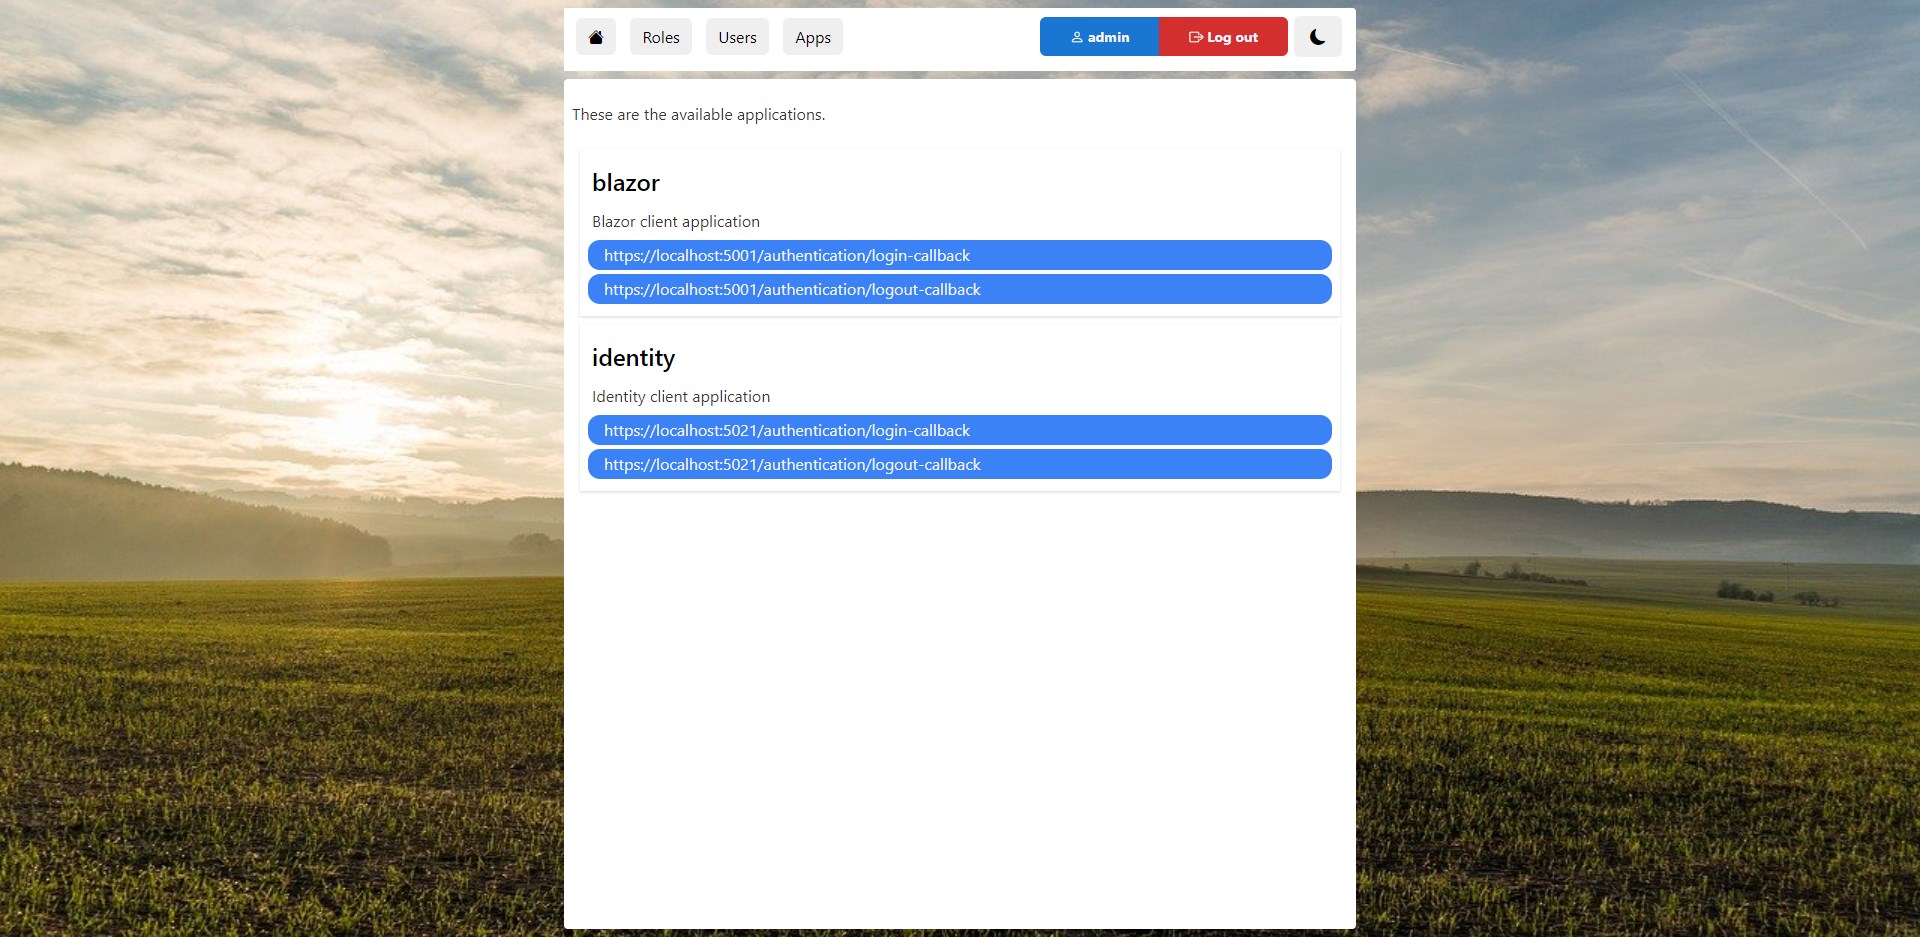 Roles Users Apps admin Log out
These are the available applications.
blazor
Blazor client application
https://localhost:5001/authentication/login-callback
https://localhost:5001/authentication/logout-callback
identity
Identity client application
https://localhost:5021/authentication/login-callback
https://localhost:5021/authentication/logout-callback